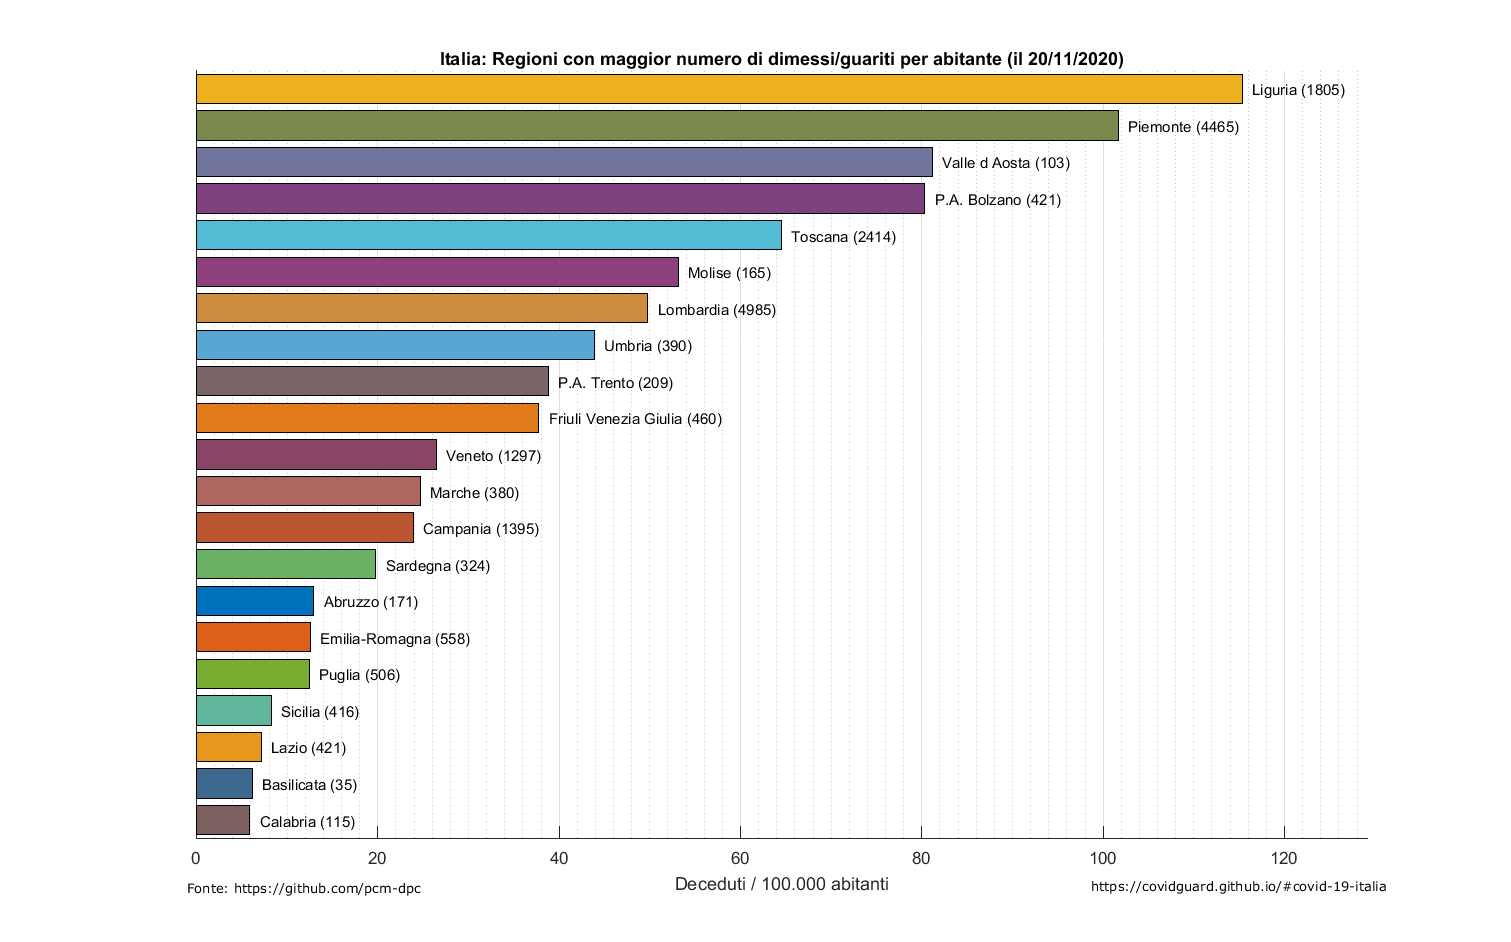 Italia: Regioni con maggior numero di dimessi/guariti per abitante (il 20/11/2020)
Liguria (1805)
Piemonte (4465)
Valle d Aosta (103)
P.A. Bolzano (421)
Toscana (2414)
Molise (165)
Lombardia (4985)
Umbria (390)
P.A. Trento (209)
Friuli Venezia Giulia (460)
Veneto (1297)
Marche (380)
Campania (1395)
Sardegna (324)
Abruzzo (171)
Emilia-Romagna (558)
Puglia (506)
Sicilia (416)
Lazio (421)
Basilicata (35)
Calabria (115)
0 20 40 60 80 100 120
Deceduti / 100.000 abitanti
Fonte: https://github.com/pcm-dpc
https://covidguard.github.io/#covid-19-italia